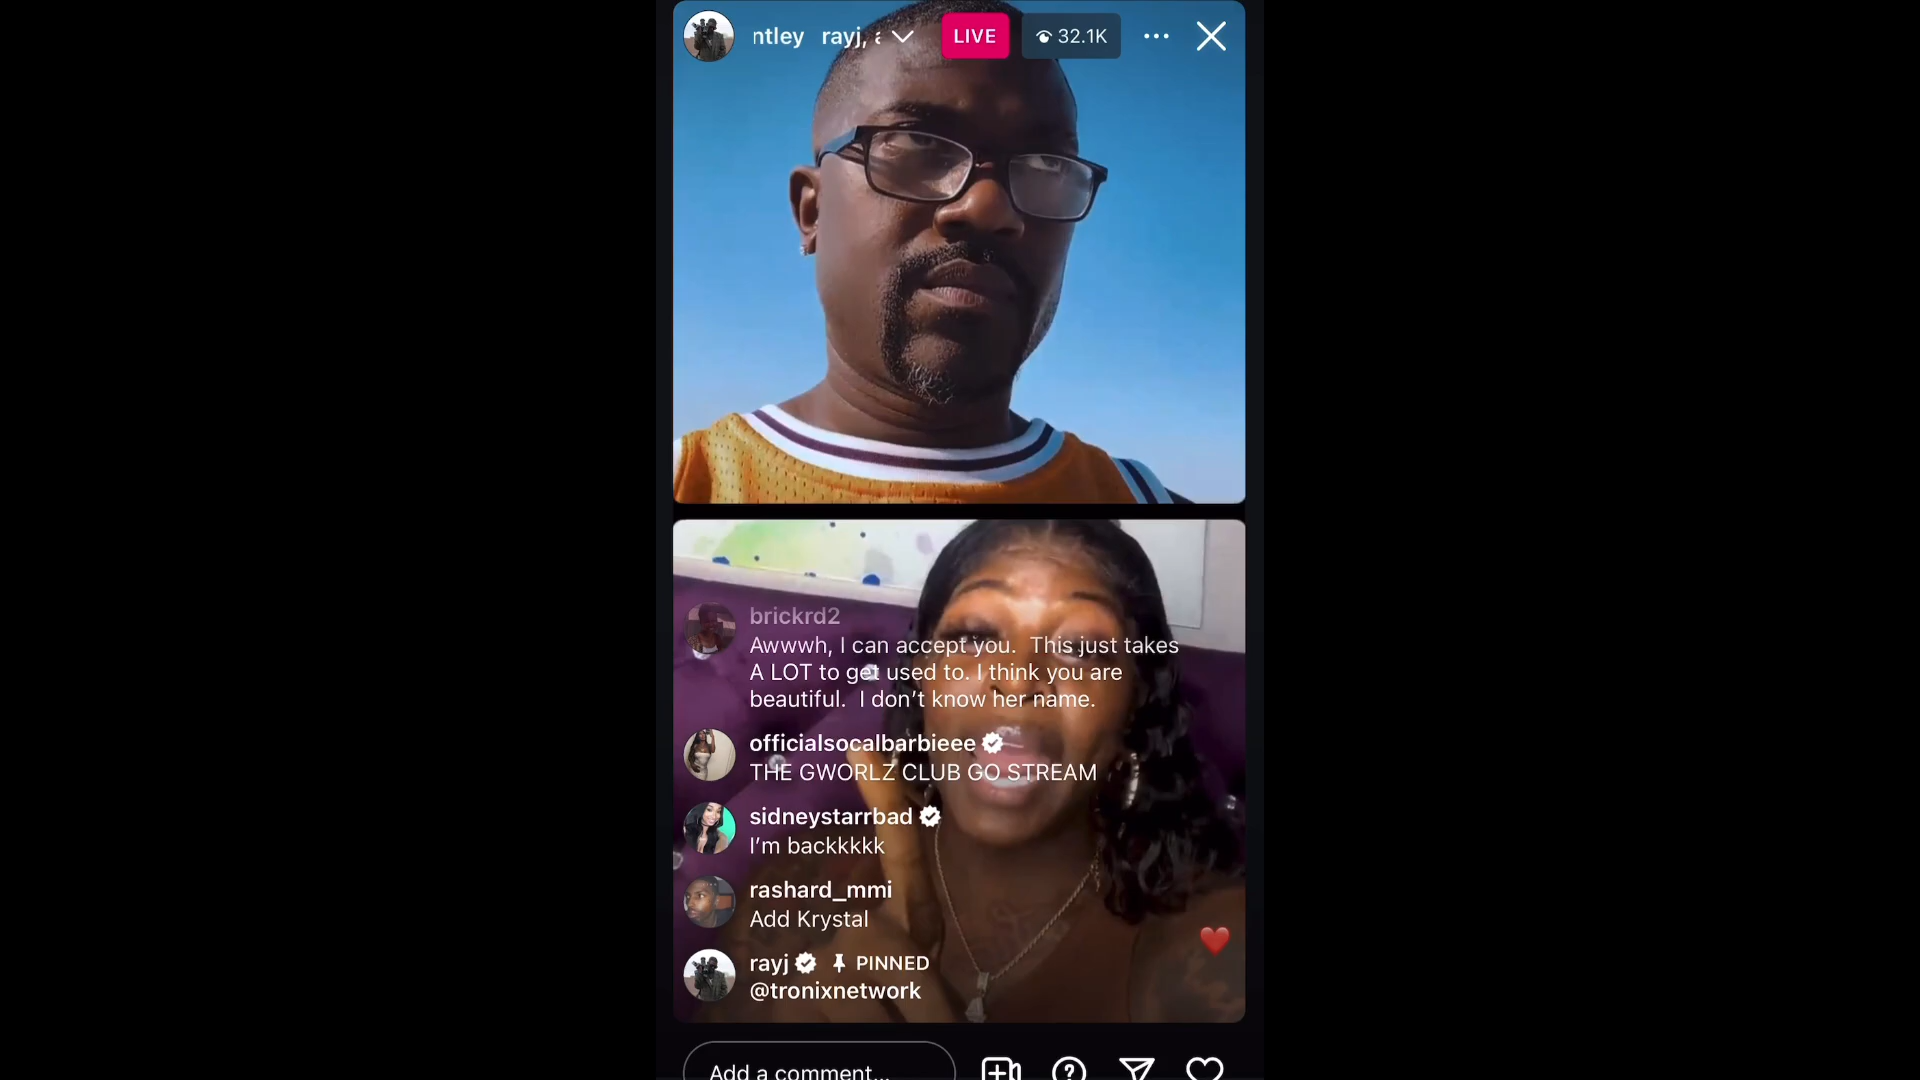 ntley rayj, LIVE 32.1K
brickrd2
Awwwh, I can accept you. This just takes
A LOT to get used to. I think you are
beautiful. I don’t know her name.
officialsocalbarbieee
THE GWORLZ CLUB GO STREAM
sidneystarrbad
I’m backkkkk
rashard_mmi
Add Krystal
rayj PINNED
@tronixnetwork
Add a comment...